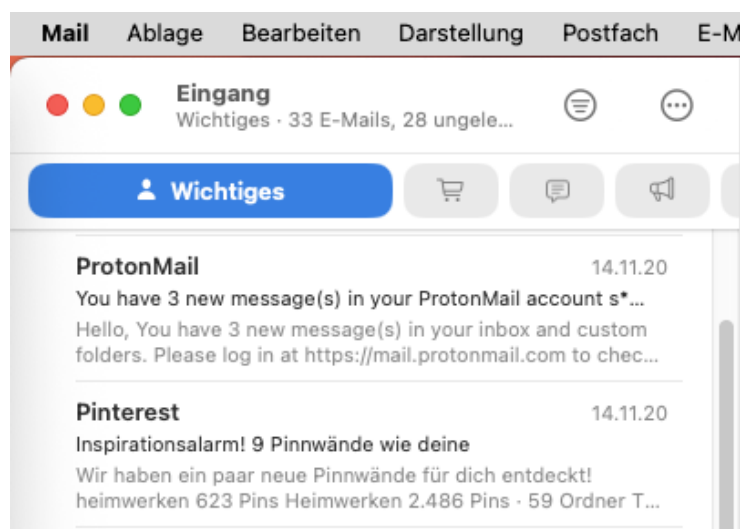 Mail Ablage Bearbeiten Darstellung Postfach E-M
Eingang
Wichtiges · 33 E-Mails, 28 ungele...
Wichtiges
ProtonMail 14.11.20
You have 3 new message(s) in your ProtonMail account s*...
Hello, You have 3 new message(s) in your inbox and custom
folders. Please log in at https://mail.protonmail.com to chec...
Pinterest 14.11.20
Inspirationsalarm! 9 Pinnwände wie deine
Wir haben ein paar neue Pinnwände für dich entdeckt!
heimwerken 623 Pins Heimwerken 2.486 Pins · 59 Ordner T...